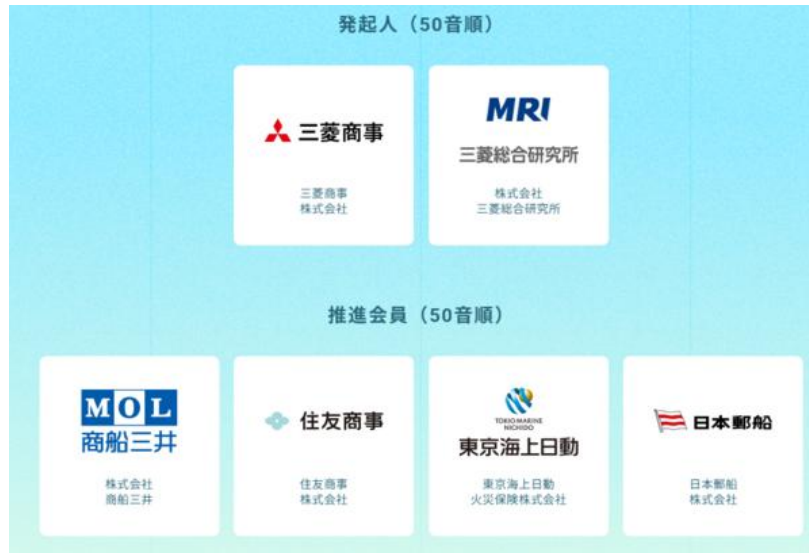 発起人（50音順）
三菱商事
三菱商事
株式会社
MRI
三菱総合研究所
株式会社
三菱総合研究所
推進会員（50音順）
MOL
商船三井
株式会社
商船三井
住友商事
住友商事
株式会社
TOKIO MARINE
NICHIDO
東京海上日動
東京海上日動
火災保険株式会社
日本郵船
日本郵船
株式会社